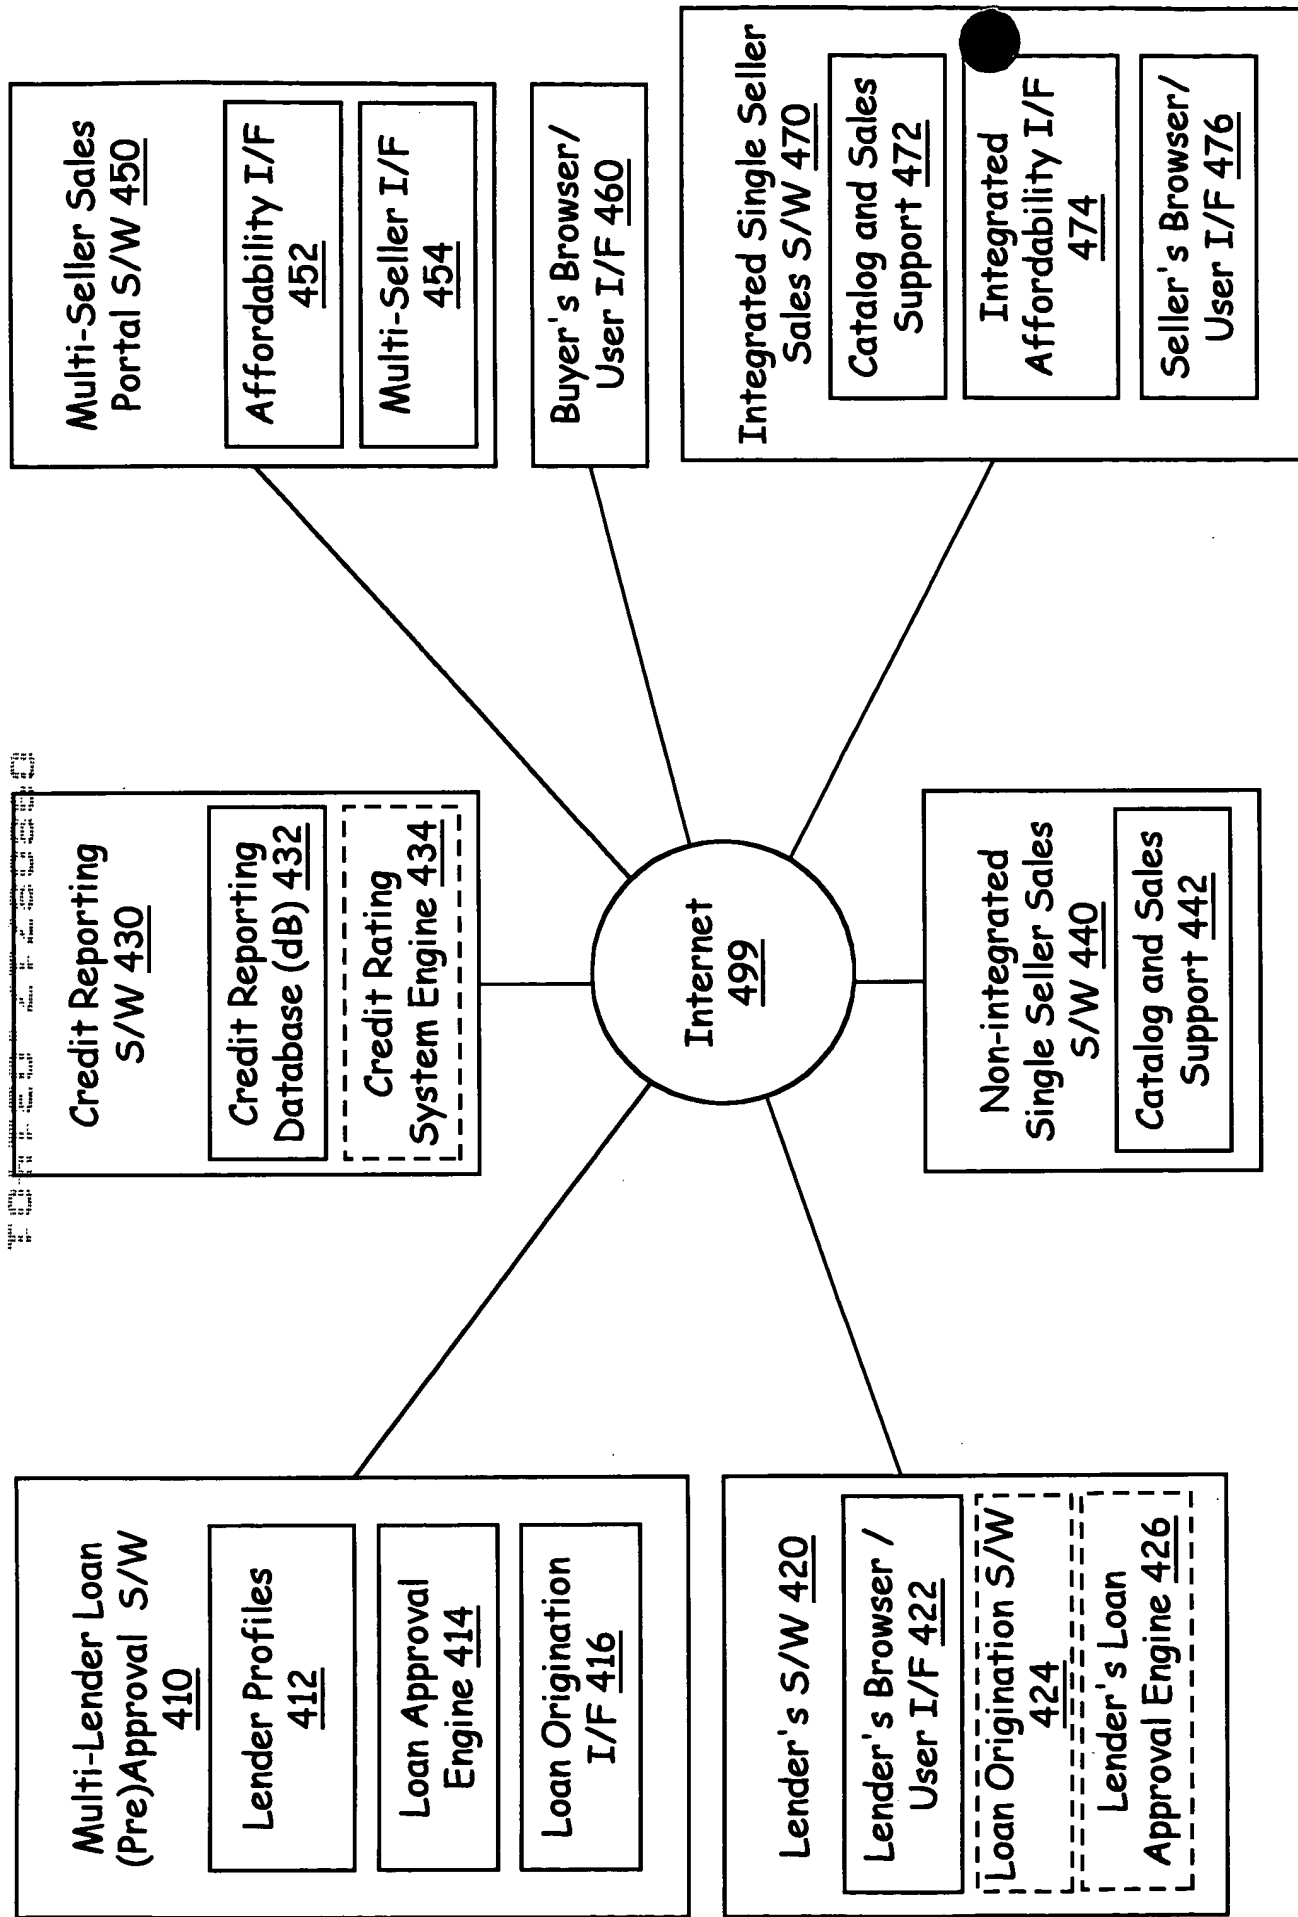 Multi-Lender Loan
(Pre)Approval S/W
410
Lender Profiles
412
Loan Approval
Engine 414
Loan Origination
I/F 416
Lender's S/W 420
Lender's Browser /
User I/F 422
Loan Origination S/W
424
Lender's Loan
Approval Engine 426
Credit Reporting
S/W 430
Credit Reporting
Database (dB) 432
Credit Rating
System Engine 434
Internet
499
Non-integrated
Single Seller Sales
S/W 440
Catalog and Sales
Support 442
Multi-Seller Sales
Portal S/W 450
Affordability I/F
452
Multi-Seller I/F
454
Buyer's Browser/
User I/F 460
Integrated Single Seller
Sales S/W 470
Catalog and Sales
Support 472
Integrated
Affordability I/F
474
Seller's Browser/
User I/F 476